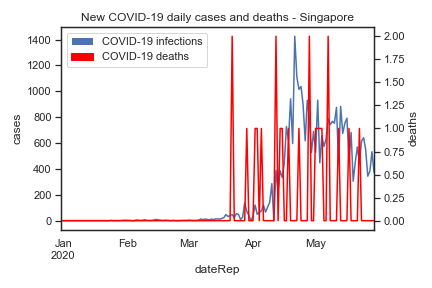 New COVID-19 daily cases and deaths - Singapore
COVID-19 infections
COVID-19 deaths
cases
1400
1200
1000
800
600
400
200
0
deaths
2.00
1.75
1.50
1.25
1.00
0.75
0.50
0.25
0.00
Jan Feb Mar Apr May
2020
dateRep